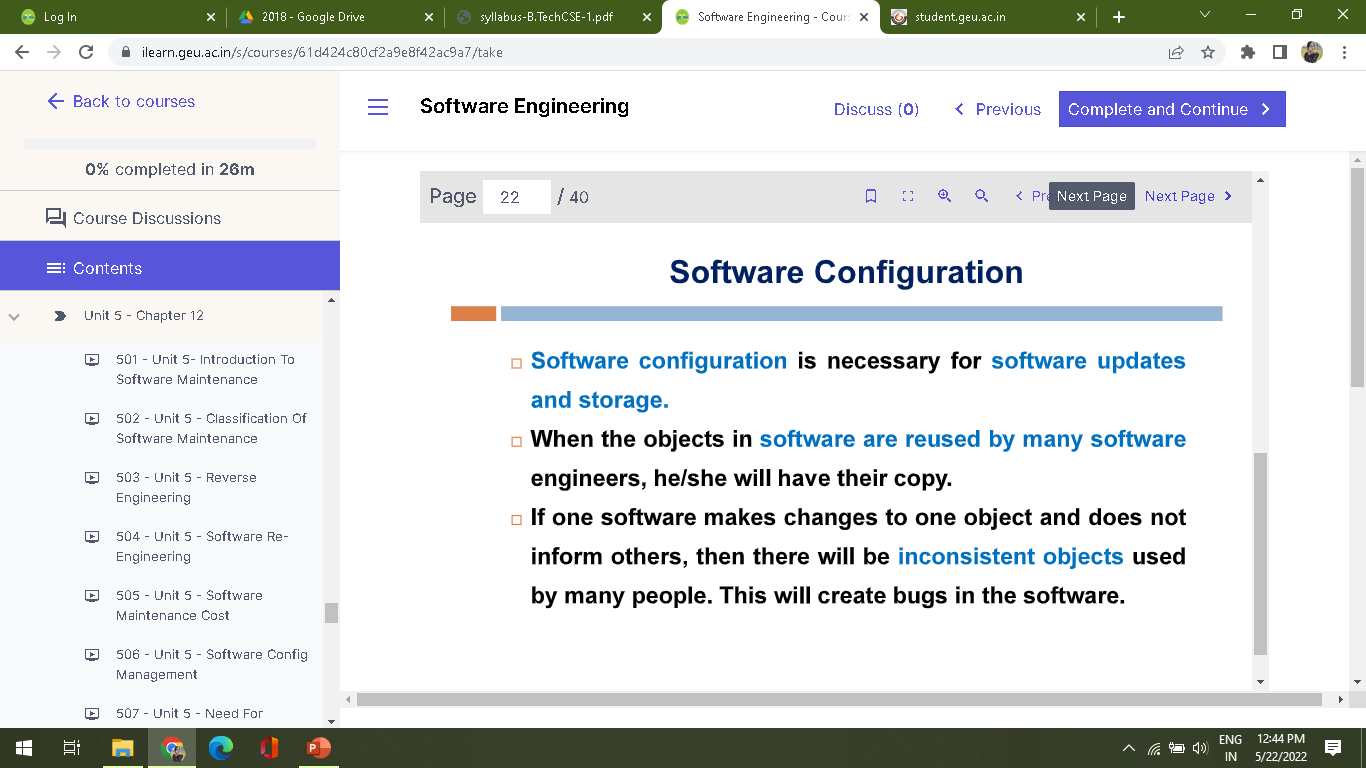 Log In
2018 - Google Drive
syllabus-B.TechCSE-1.pdf
Software Engineering - Cour
student.geu.ac.in
ilearn.geu.ac.in/s/courses/61d424c80cf2a9e8f42ac9a7/take
Back to courses
0% completed in 26m
Course Discussions
Contents
Unit 5 - Chapter 12
501 - Unit 5- Introduction To
Software Maintenance
502 - Unit 5 - Classification Of
Software Maintenance
503 - Unit 5 - Reverse
Engineering
504 - Unit 5 - Software Re-
Engineering
505 - Unit 5 - Software
Maintenance Cost
506 - Unit 5 - Software Config
Management
507 - Unit 5 - Need For
Software Engineering
Discuss (0)
Previous
Complete and Continue
Page 22 / 40
Pre
Next Page
Next Page
Software Configuration
Software configuration is necessary for software updates
and storage.
When the objects in software are reused by many software
engineers, he/she will have their copy.
If one software makes changes to one object and does not
inform others, then there will be inconsistent objects used
by many people. This will create bugs in the software.
ENG
IN
12:44 PM
5/22/2022